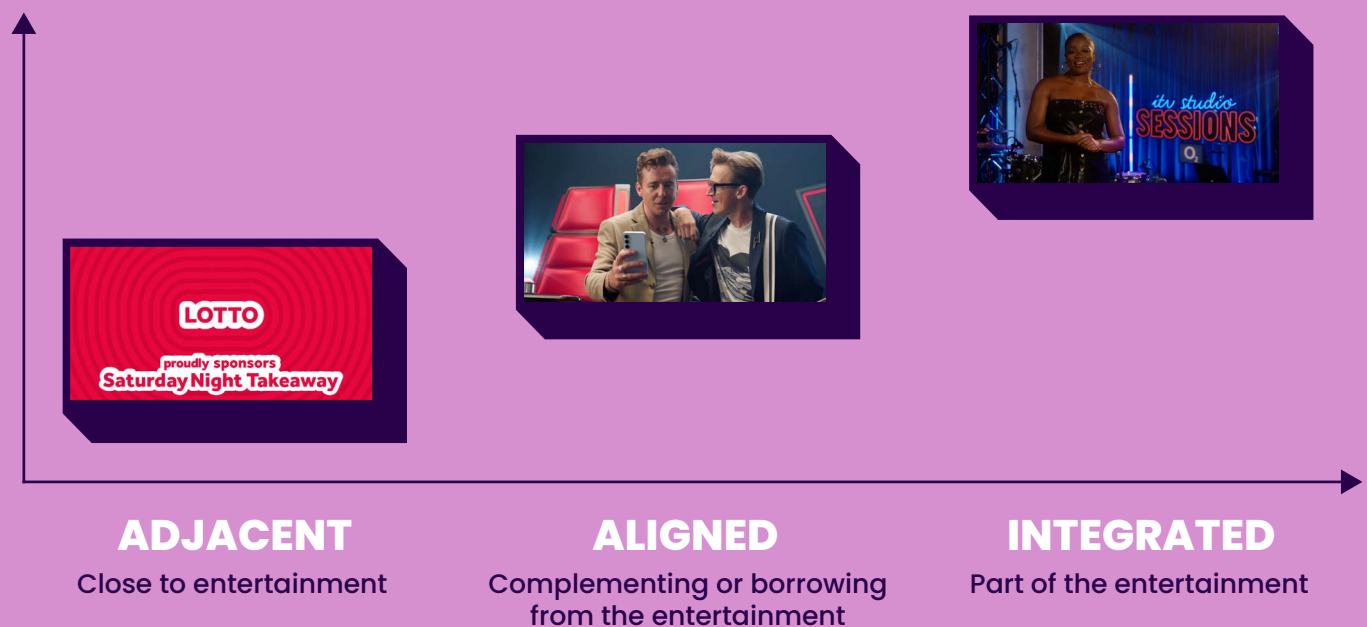 itv studio
SESSIONS
O₂
LOTTO
proudly sponsors
Saturday Night Takeaway
ADJACENT
Close to entertainment
ALIGNED
Complementing or borrowing
from the entertainment
INTEGRATED
Part of the entertainment